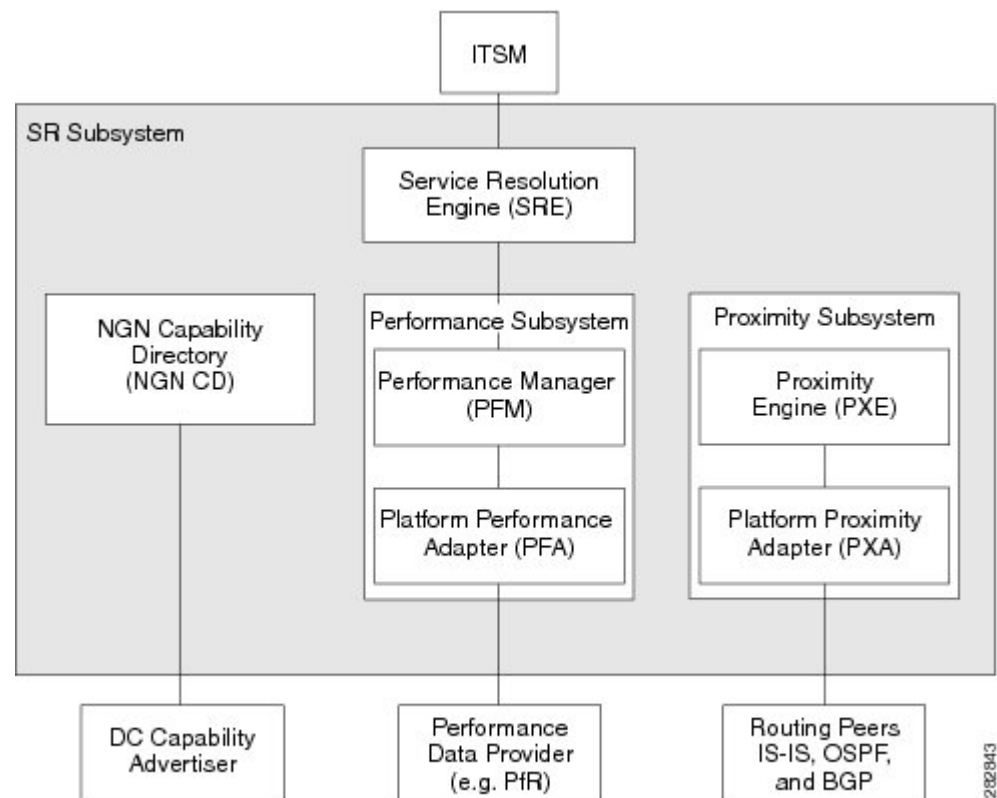 ITSM
SR Subsystem
Service Resolution
Engine (SRE)
NGN Capability
Directory
(NGN CD)
Performance Subsystem
Performance Manager
(PFM)
Platform Performance
Adapter (PFA)
Proximity Subsystem
Proximity
Engine (PXE)
Platform Proximity
Adapter (PXA)
DC Capability
Advertiser
Performance
Data Provider
(e.g. PfR)
Routing Peers
IS-IS, OSPF,
and BGP
282843